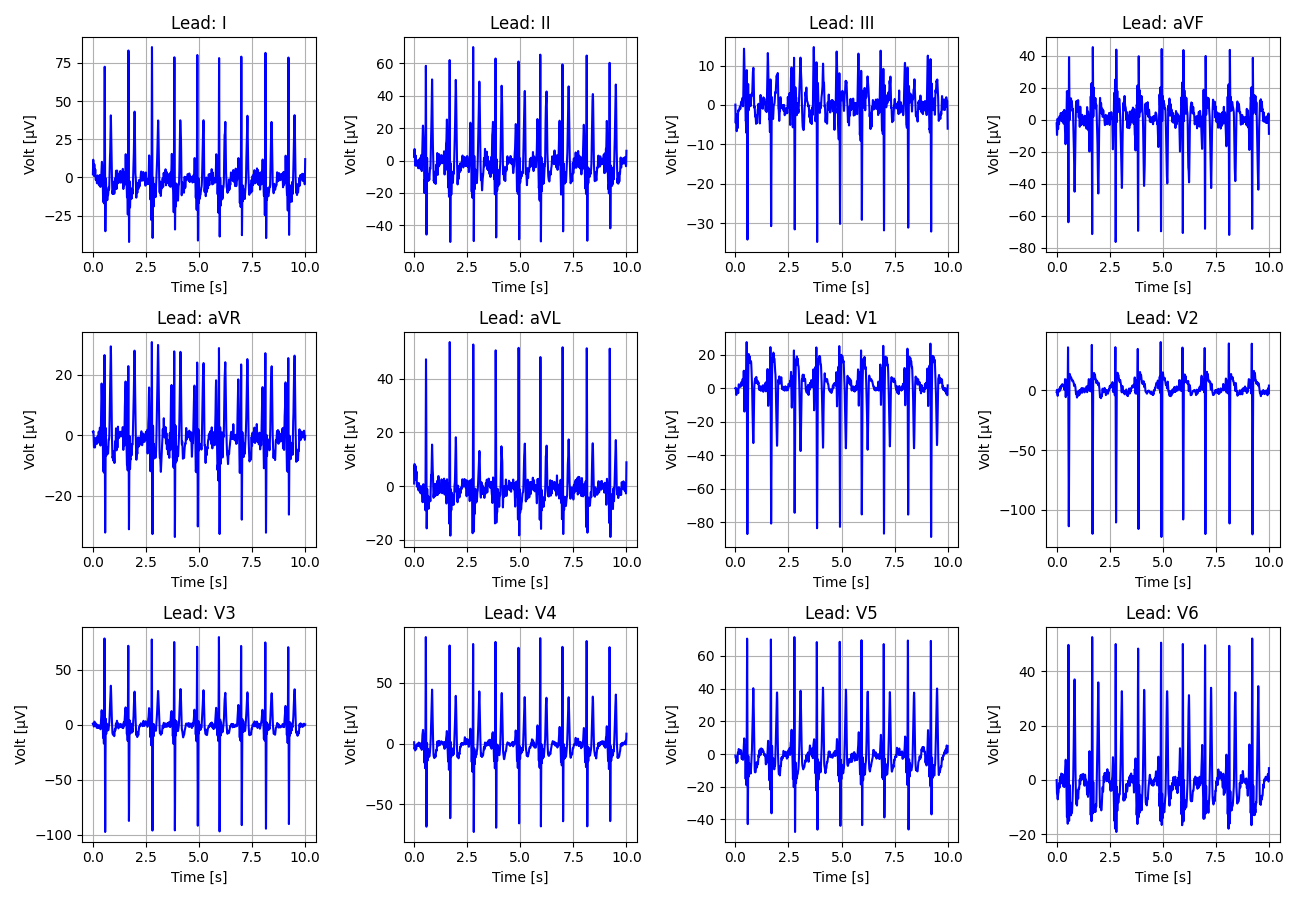 Lead: I
Volt [μV]
75
50
25
0
−25
0.0 2.5 5.0 7.5 10.0
Time [s]
Lead: II
Volt [μV]
60
40
20
0
−20
−40
0.0 2.5 5.0 7.5 10.0
Time [s]
Lead: III
Volt [μV]
10
0
−10
−20
−30
0.0 2.5 5.0 7.5 10.0
Time [s]
Lead: aVF
Volt [μV]
40
20
0
−20
−40
−60
−80
0.0 2.5 5.0 7.5 10.0
Time [s]
Lead: aVR
Volt [μV]
20
0
−20
0.0 2.5 5.0 7.5 10.0
Time [s]
Lead: aVL
Volt [μV]
40
20
0
−20
0.0 2.5 5.0 7.5 10.0
Time [s]
Lead: V1
Volt [μV]
20
0
−20
−40
−60
−80
0.0 2.5 5.0 7.5 10.0
Time [s]
Lead: V2
Volt [μV]
0
−50
−100
0.0 2.5 5.0 7.5 10.0
Time [s]
Lead: V3
Volt [μV]
50
0
−50
−100
0.0 2.5 5.0 7.5 10.0
Time [s]
Lead: V4
Volt [μV]
50
0
−50
0.0 2.5 5.0 7.5 10.0
Time [s]
Lead: V5
Volt [μV]
60
40
20
0
−20
−40
0.0 2.5 5.0 7.5 10.0
Time [s]
Lead: V6
Volt [μV]
40
20
0
−20
0.0 2.5 5.0 7.5 10.0
Time [s]